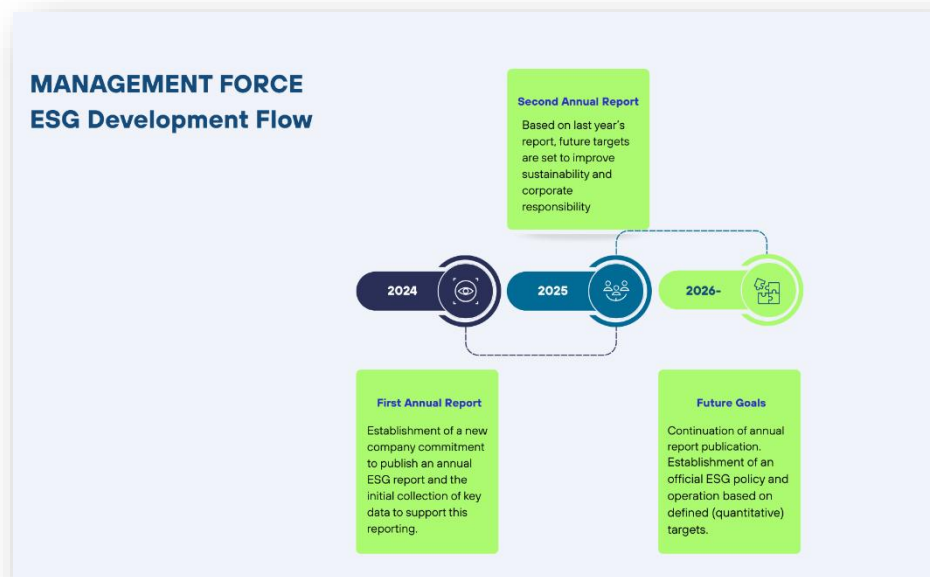 MANAGEMENT FORCE
ESG Development Flow
Second Annual Report
Based on last year's
report, future targets
are set to improve
sustainability and
corporate
responsibility
2024
2025
2026-
First Annual Report
Establishment of a new
company commitment
to publish an annual
ESG report and the
initial collection of key
data to support this
reporting.
Future Goals
Continuation of annual
report publication.
Establishment of an
official ESG policy and
operation based on
defined (quantitative)
targets.